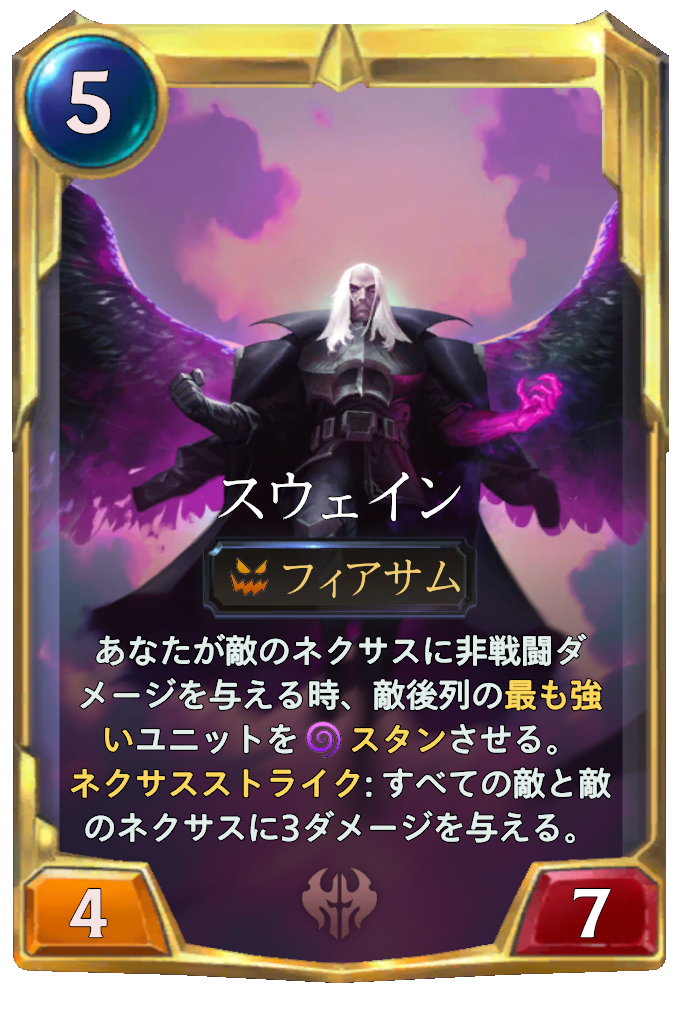 5
スウェイン
フィアサム
あなたが敵のネクサスに非戦闘ダ
メージを与える時、敵後列の最も強
いユニットを スタンさせる。
ネクサスストライク: すべての敵と敵
のネクサスに3ダメージを与える。
4
7